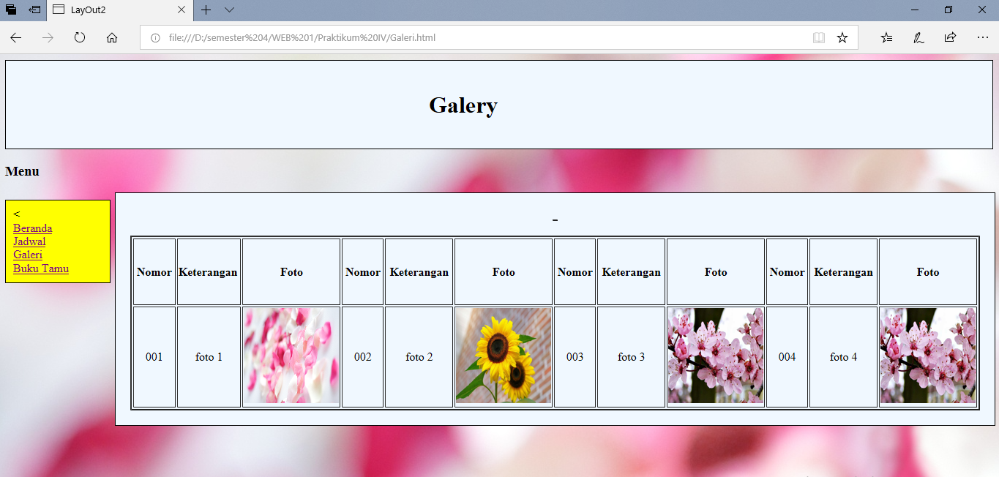 LayOut2
file:///D:/semester%204/WEB%201/Praktikum%20IV/Galeri.html
Galery
Menu
<
Beranda
Jadwal
Galeri
Buku Tamu
-
Nomor Keterangan Foto Nomor Keterangan Foto Nomor Keterangan Foto Nomor Keterangan Foto
001 foto 1 002 foto 2 003 foto 3 004 foto 4